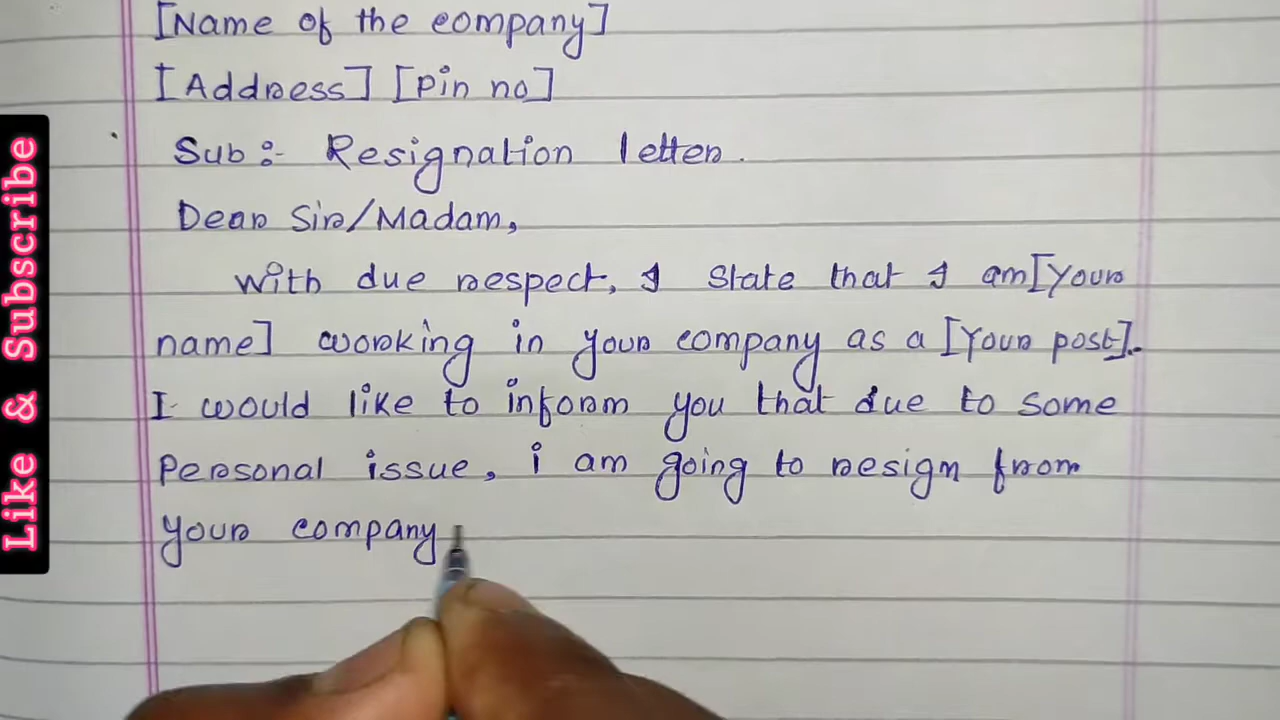 [Name of the company]
[Address] [Pin no]
Sub:- Resignation letter.
Dear Sir/Madam,
With due respect, I state that I am [Your
name] working in your company as a [Your post].
I would like to inform you that due to some
Personal issue, i am going to resign from
your company
Like & Subscribe